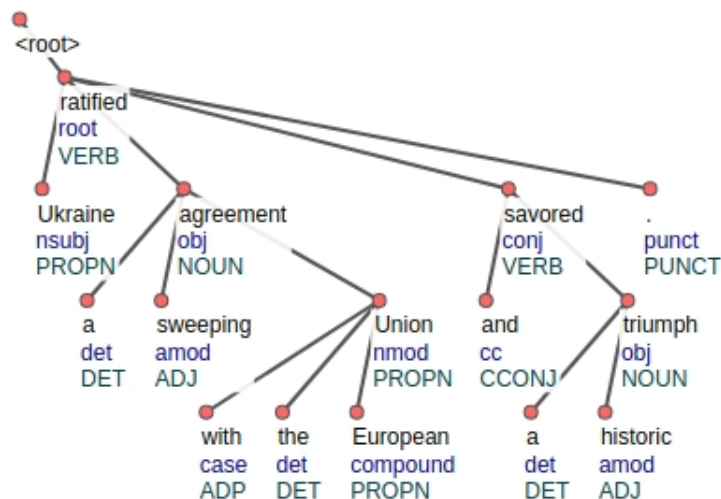 <root>
ratified
root
VERB
Ukraine agreement savored .
nsubj obj conj punct
PROPN NOUN VERB PUNCT
a sweeping Union and triumph
det amod nmod cc obj
DET ADJ PROPN CCONJ NOUN
with the European a historic
case det compound det amod
ADP DET PROPN DET ADJ